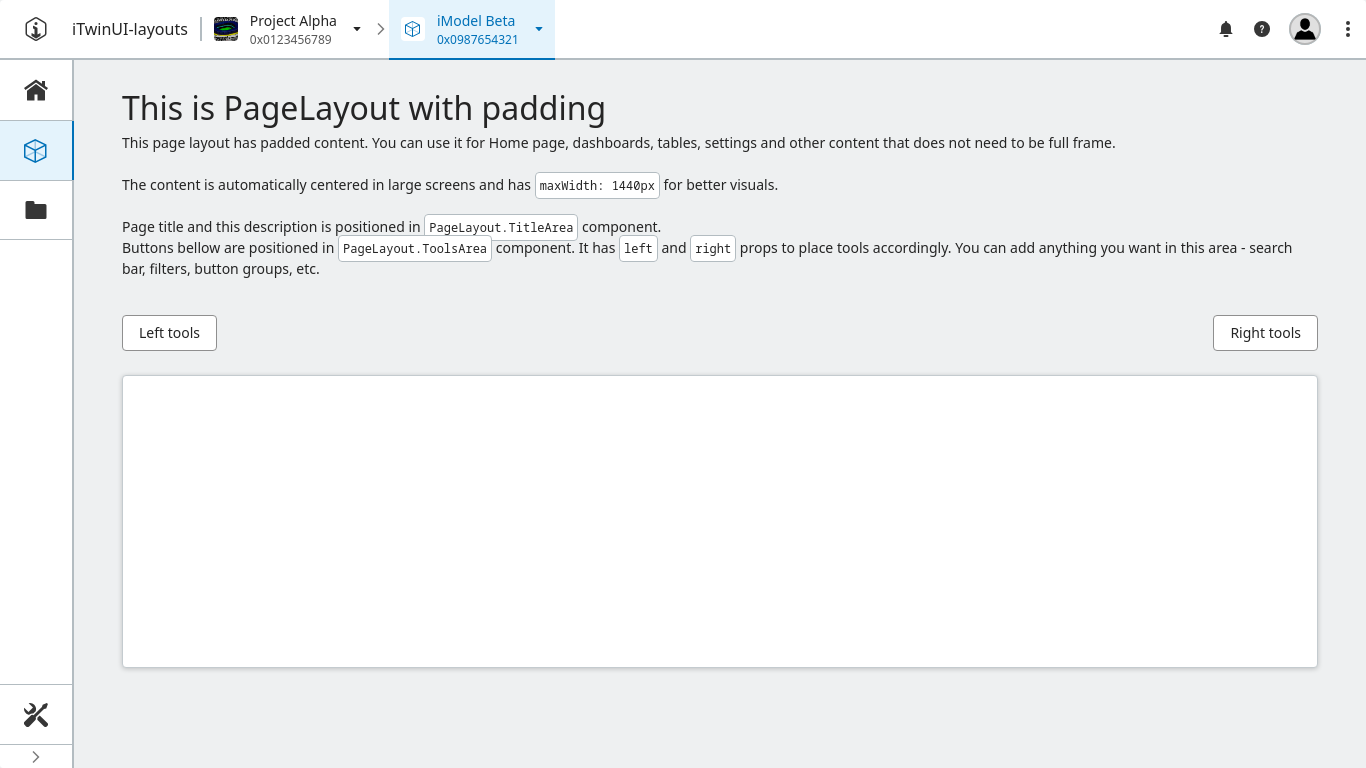 iTwinUI-layouts
Project Alpha
0x0123456789
iModel Beta
0x0987654321
This is PageLayout with padding
This page layout has padded content. You can use it for Home page, dashboards, tables, settings and other content that does not need to be full frame.
The content is automatically centered in large screens and has maxWidth: 1440px for better visuals.
Page title and this description is positioned in PageLayout.TitleArea component.
Buttons bellow are positioned in PageLayout.ToolsArea component. It has left and right props to place tools accordingly. You can add anything you want in this area - search
bar, filters, button groups, etc.
Left tools
Right tools